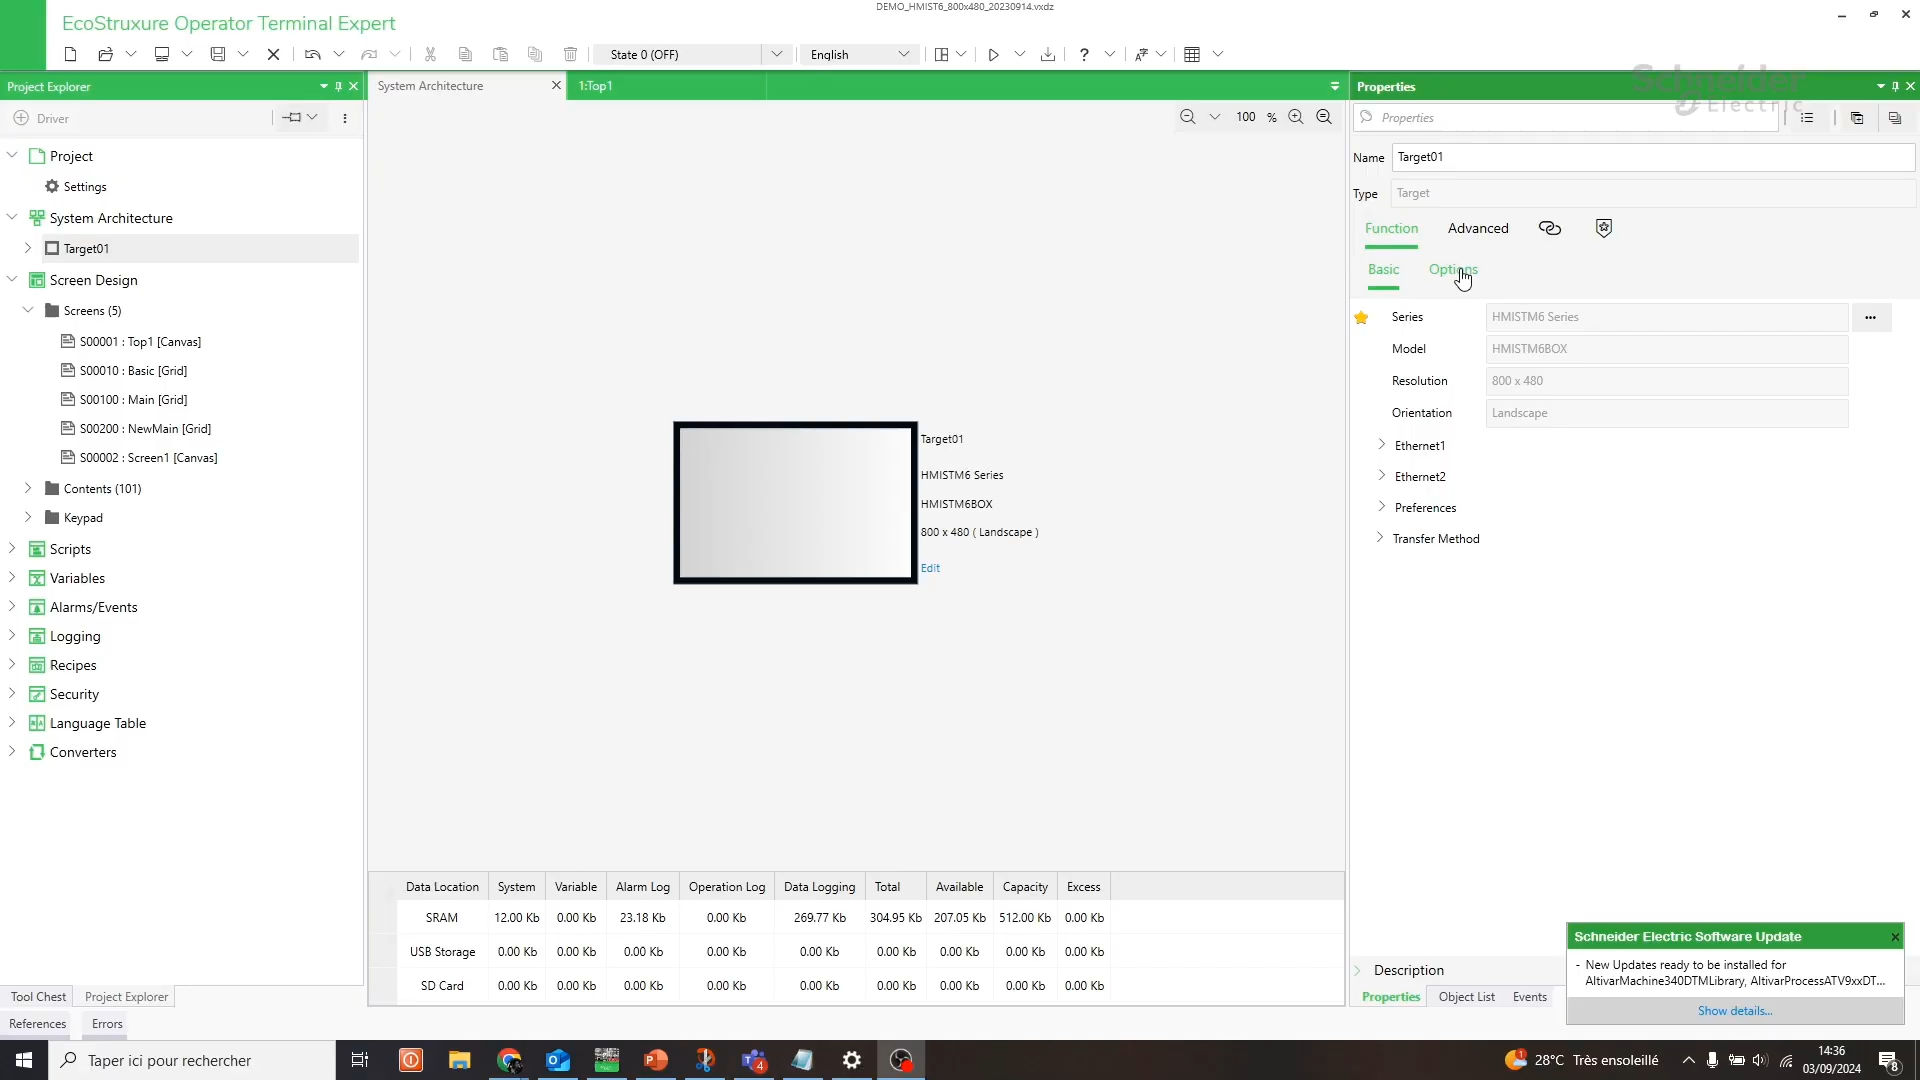 DEMO_HMIST6_800x480_20230914.vxdz
EcoStruxure Operator Terminal Expert
State 0 (OFF)
English
Project Explorer
System Architecture
1:Top1
Properties
Schneider
Electric
Driver
100 %
Properties
Name Target01
Type Target
Function Advanced
Basic Options
Project
Settings
System Architecture
Target01
Screen Design
Screens (5)
S00001 : Top1 [Canvas]
S00010 : Basic [Grid]
S00100 : Main [Grid]
S00200 : NewMain [Grid]
S00002 : Screen1 [Canvas]
Contents (101)
Keypad
Scripts
Variables
Alarms/Events
Logging
Recipes
Security
Language Table
Converters
Target01
HMISTM6 Series
HMISTM6BOX
800 x 480 ( Landscape )
Edit
Series HMISTM6 Series ...
Model HMISTM6BOX
Resolution 800 x 480
Orientation Landscape
Ethernet1
Ethernet2
Preferences
Transfer Method
Data Location System Variable Alarm Log Operation Log Data Logging Total Available Capacity Excess
SRAM 12.00 Kb 0.00 Kb 23.18 Kb 0.00 Kb 269.77 Kb 304.95 Kb 207.05 Kb 512.00 Kb 0.00 Kb
USB Storage 0.00 Kb 0.00 Kb 0.00 Kb 0.00 Kb 0.00 Kb 0.00 Kb 0.00 Kb 0.00 Kb 0.00 Kb
SD Card 0.00 Kb 0.00 Kb 0.00 Kb 0.00 Kb 0.00 Kb 0.00 Kb 0.00 Kb 0.00 Kb 0.00 Kb
Description
Properties Object List Events
Schneider Electric Software Update
- New Updates ready to be installed for
AltivarMachine340DTMLibrary, AltivarProcessATV9xxDT...
Show details...
Tool Chest Project Explorer
References Errors
Taper ici pour rechercher
4
1
28°C Très ensoleillé
14:36
03/09/2024
8